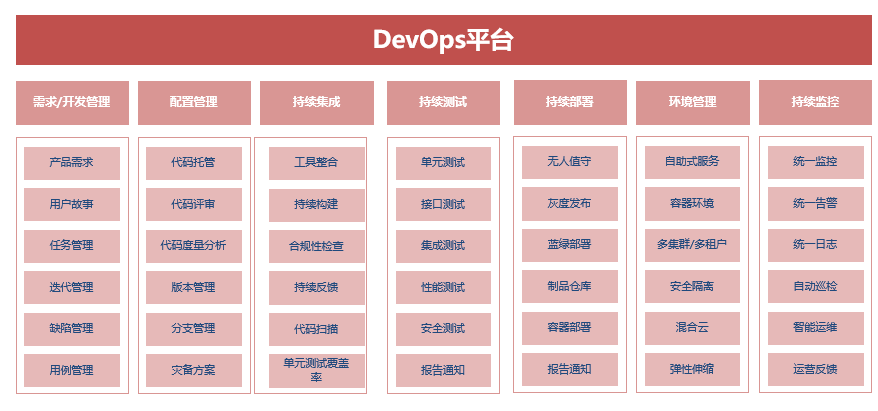 DevOps平台
需求/开发管理
配置管理
持续集成
持续测试
持续部署
环境管理
持续监控
产品需求
用户故事
任务管理
迭代管理
缺陷管理
用例管理
代码托管
代码评审
代码度量分析
版本管理
分支管理
灾备方案
工具整合
持续构建
合规性检查
持续反馈
代码扫描
单元测试覆盖
率
单元测试
接口测试
集成测试
性能测试
安全测试
报告通知
无人值守
灰度发布
蓝绿部署
制品仓库
容器部署
报告通知
自助式服务
容器环境
多集群/多租户
安全隔离
混合云
弹性伸缩
统一监控
统一告警
统一日志
自动巡检
智能运维
运营反馈